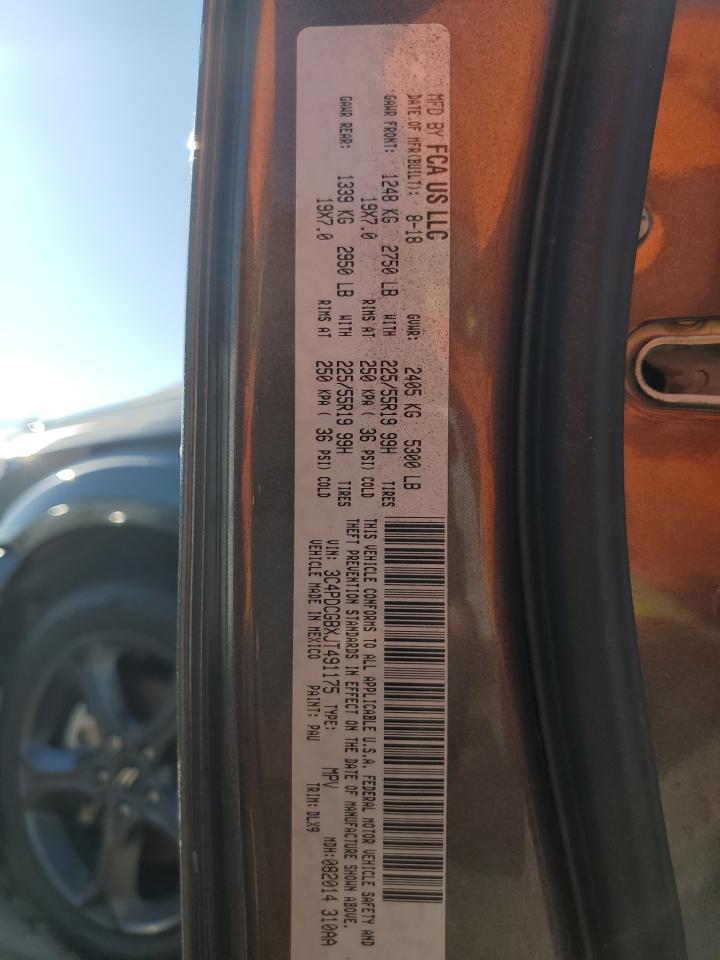 MFD BY FCA US LLC
DATE OF MFR(BUILT): 8-18 GVWR: 2405 KG 5300 LB
GAWR FRONT: 1248 KG 2750 LB WITH 225/55R19 99H TIRES
19X7.0 RIMS AT 250 KPA ( 36 PSI) COLD
GAWR REAR: 1339 KG 2950 LB WITH 225/55R19 99H TIRES
19X7.0 RIMS AT 250 KPA ( 36 PSI) COLD
THIS VEHICLE CONFORMS TO ALL APPLICABLE U.S.A. FEDERAL MOTOR VEHICLE SAFETY AND
THEFT PREVENTION STANDARDS IN EFFECT ON THE DATE OF MANUFACTURE SHOWN ABOVE.
VIN: 3C4PDCGBXJT491175 TYPE: MPV MDH:082014 310AA
VEHICLE MADE IN MEXICO PAINT: PAU TRIM: DLX9